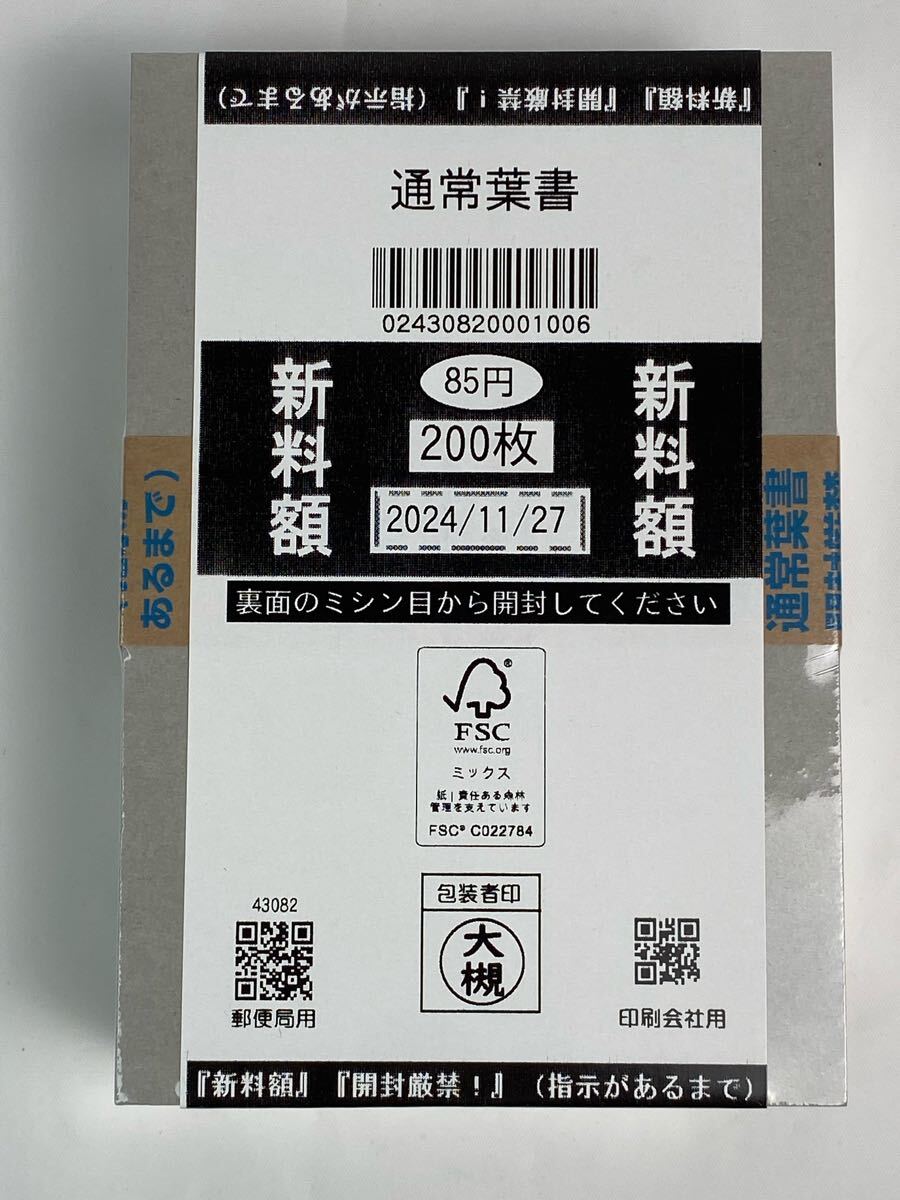 『新料額』 『開封厳禁！』 （指示があるまで）
通常葉書
02430820001006
新料額
85円
200枚
2024/11/27
新料額
裏面のミシン目から開封してください
あるまで）
通常葉書
FSC®
www.fsc.org
ミックス
紙｜責任ある森林
管理を支えています
FSC® C022784
包装者印
大槻
43082
郵便局用
印刷会社用
『新料額』 『開封厳禁！』 （指示があるまで）